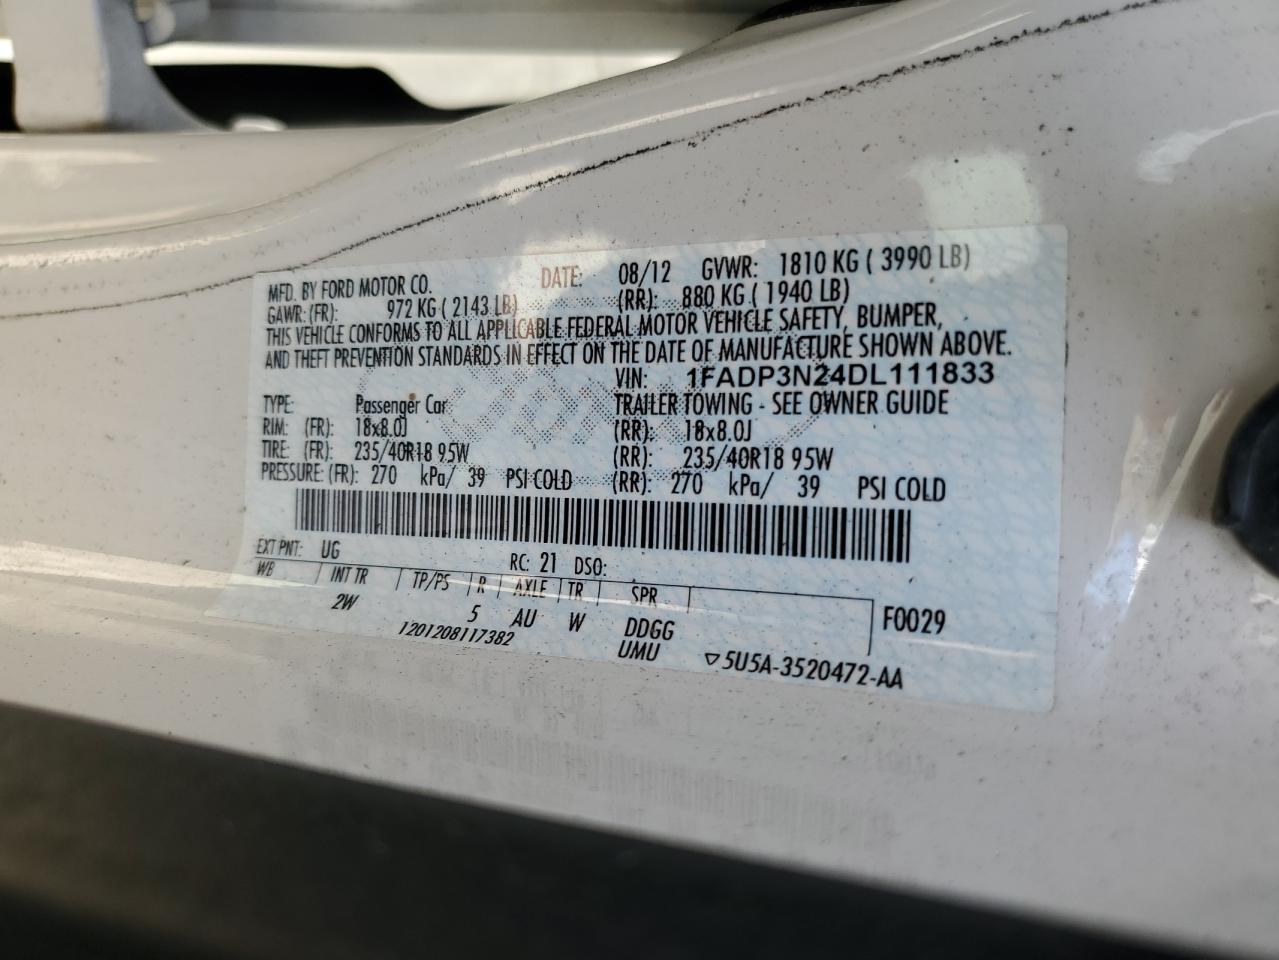 MFD. BY FORD MOTOR CO. DATE: 08/12 GVWR: 1810 KG ( 3990 LB)
GAWR: (FR): 972 KG ( 2143 LB) (RR): 880 KG ( 1940 LB)
THIS VEHICLE CONFORMS TO ALL APPLICABLE FEDERAL MOTOR VEHICLE SAFETY, BUMPER,
AND THEFT PREVENTION STANDARDS IN EFFECT ON THE DATE OF MANUFACTURE SHOWN ABOVE.
VIN: 1FADP3N24DL111833
TYPE: Passenger Car TRAILER TOWING - SEE OWNER GUIDE
RIM: (FR): 18x8.0J (RR): 18x8.0J
TIRE: (FR): 235/40R18 95W (RR): 235/40R18 95W
PRESSURE: (FR): 270 kPa/ 39 PSI COLD (RR): 270 kPa/ 39 PSI COLD
EXT PNT: UG RC: 21 DSO:
WB INT TR TP/PS R AXLE TR SPR
2W 5 AU W DDGG F0029
1201208117382 UMU ▽5U5A-3520472-AA